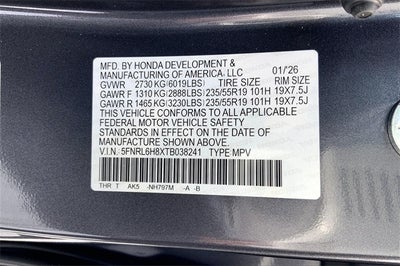 MFD. BY HONDA DEVELOPMENT &
MANUFACTURING OF AMERICA, LLC 01/'26
GVWR 2730 KG (6019LBS) TIRE SIZE RIM SIZE
GAWR F 1310 KG (2888LBS) 235/55R19 101H 19X7.5J
GAWR R 1465 KG (3230LBS) 235/55R19 101H 19X7.5J
THIS VEHICLE CONFORMS TO ALL APPLICABLE
FEDERAL MOTOR VEHICLE SAFETY
STANDARDS IN EFFECT ON THE DATE OF
MANUFACTURE SHOWN ABOVE.
V.I.N. 5FNRL6H8XTB038241 TYPE MPV
THR T AK5 -NH797M -A -B